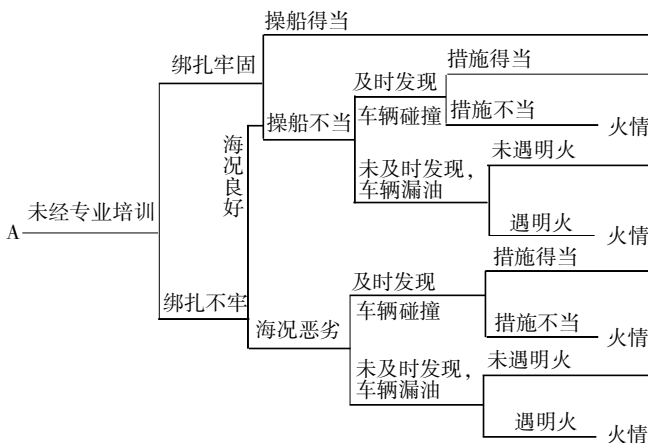 操船得当
绑扎牢固
及时发现
措施得当
操船不当
车辆碰撞
措施不当
火情
海况良好
未及时发现，
车辆漏油
未遇明火
A
未经专业培训
遇明火
火情
措施得当
及时发现
绑扎不牢
海况恶劣
车辆碰撞
措施不当
火情
未及时发现，
车辆漏油
未遇明火
遇明火
火情